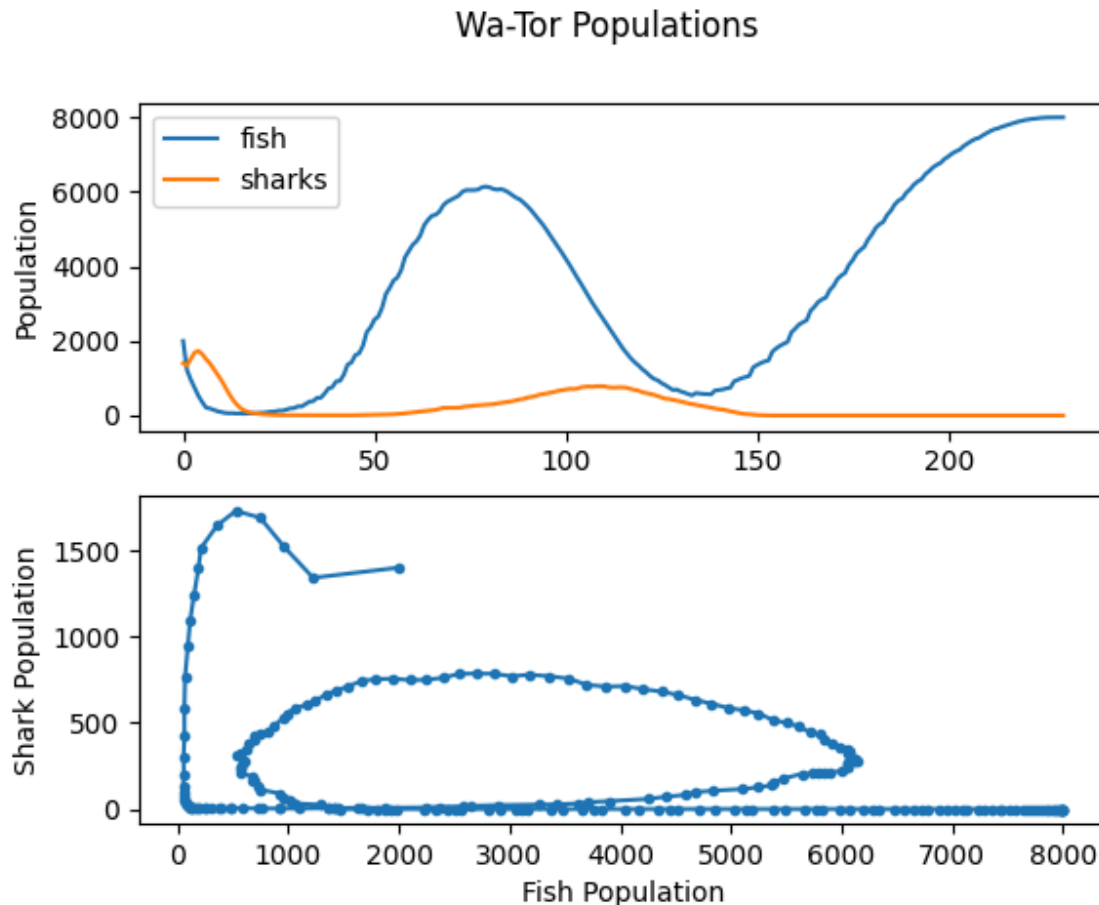 Wa-Tor Populations
8000
fish
sharks
6000
4000
2000
0
Population
0 50 100 150 200
1500
1000
500
0
Shark Population
0 1000 2000 3000 4000 5000 6000 7000 8000
Fish Population